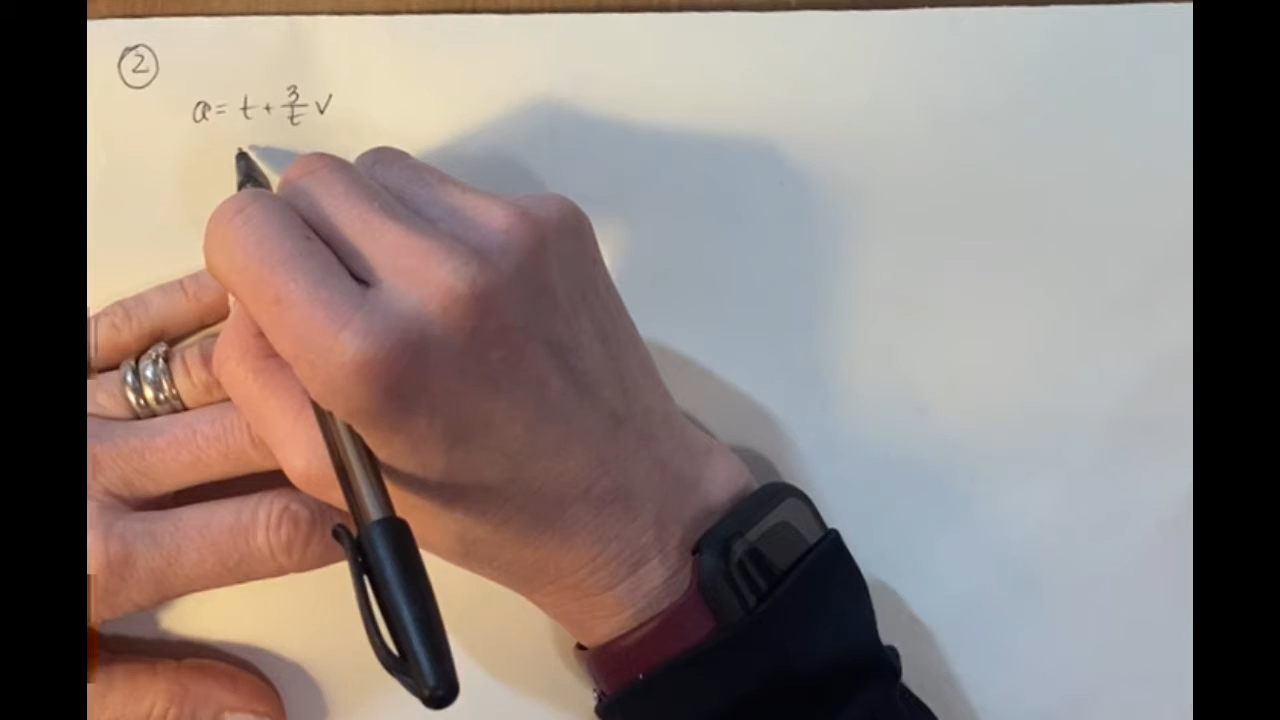 2
a = t + 3/t v